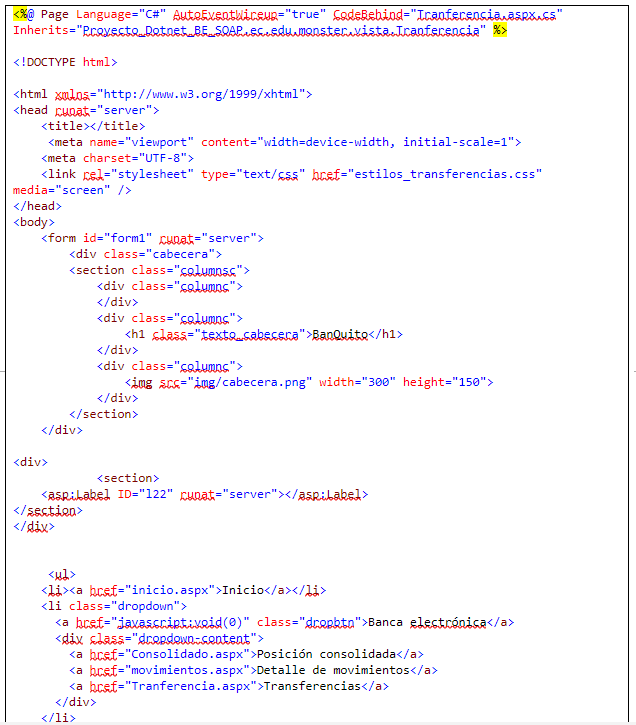 <%@ Page Language="C#" AutoEventWireup="true" CodeBehind="Tranferencia.aspx.cs"
Inherits="Proyecto_Dotnet_BE_SOAP.ec.edu.monster.vista.Tranferencia" %>
<!DOCTYPE html>
<html xmlns="http://www.w3.org/1999/xhtml">
<head runat="server">
<title></title>
<meta name="viewport" content="width=device-width, initial-scale=1">
<meta charset="UTF-8">
<link rel="stylesheet" type="text/css" href="estilos_transferencias.css"
media="screen" />
</head>
<body>
<form id="form1" runat="server">
<div class="cabecera">
<section class="columnsc">
<div class="columnc">
</div>
<div class="columnc">
<h1 class="texto_cabecera">BanQuito</h1>
</div>
<div class="columnc">
<img src="img/cabecera.png" width="300" height="150">
</div>
</section>
</div>
<div>
<section>
<asp:Label ID="l22" runat="server"></asp:Label>
</section>
</div>
<ul>
<li><a href="inicio.aspx">Inicio</a></li>
<li class="dropdown">
<a href="javascript:void(0)" class="dropbtn">Banca electrónica</a>
<div class="dropdown-content">
<a href="Consolidado.aspx">Posición consolidada</a>
<a href="movimientos.aspx">Detalle de movimientos</a>
<a href="Tranferencia.aspx">Transferencias</a>
</div>
</li>